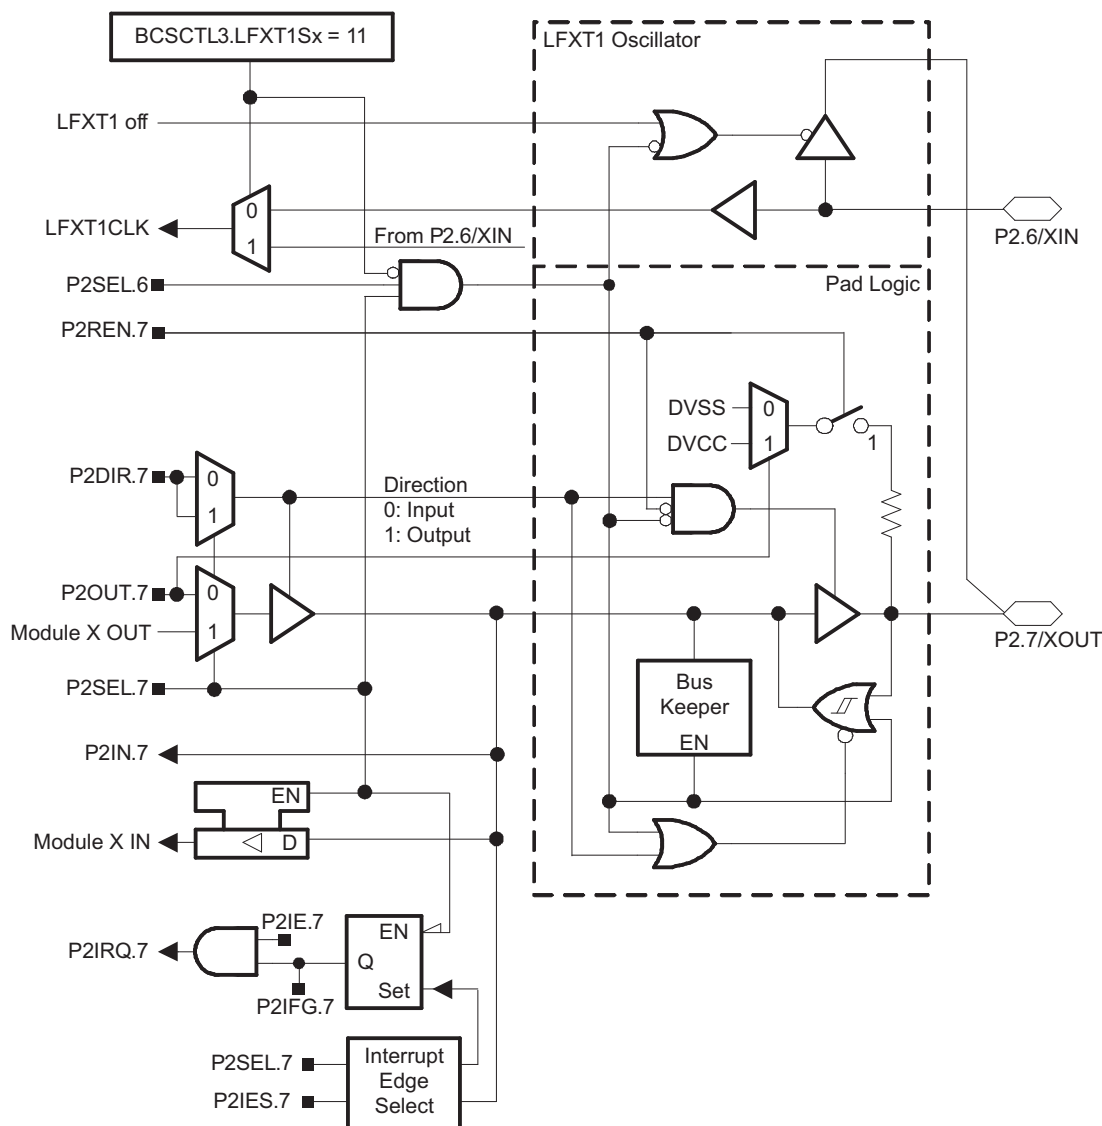 BCSCTL3.LFXT1Sx = 11
LFXT1 Oscillator
LFXT1 off
0
LFXT1CLK
1
From P2.6/XIN
P2.6/XIN
P2SEL.6
Pad Logic
P2REN.7
DVSS
0
DVCC
1
1
P2DIR.7
0
1
Direction
0: Input
1: Output
P2OUT.7
0
Module X OUT
1
P2.7/XOUT
P2SEL.7
Bus
Keeper
EN
P2IN.7
EN
Module X IN
D
P2IE.7
EN
P2IRQ.7
Q
Set
P2IFG.7
P2SEL.7
P2IES.7
Interrupt
Edge
Select